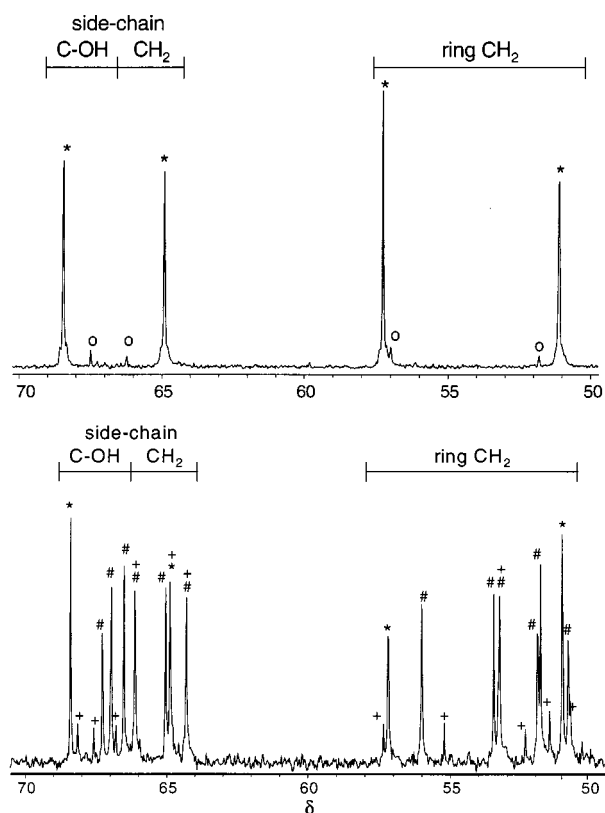 side-chain
C-OH CH₂ ring CH₂
* * * *
o o o o
70 65 60 55 50
side-chain
C-OH CH₂ ring CH₂
* # # # + # # + * + # * # # + # # # * #
+ + + + + + + +
70 65 60 55 50
δ